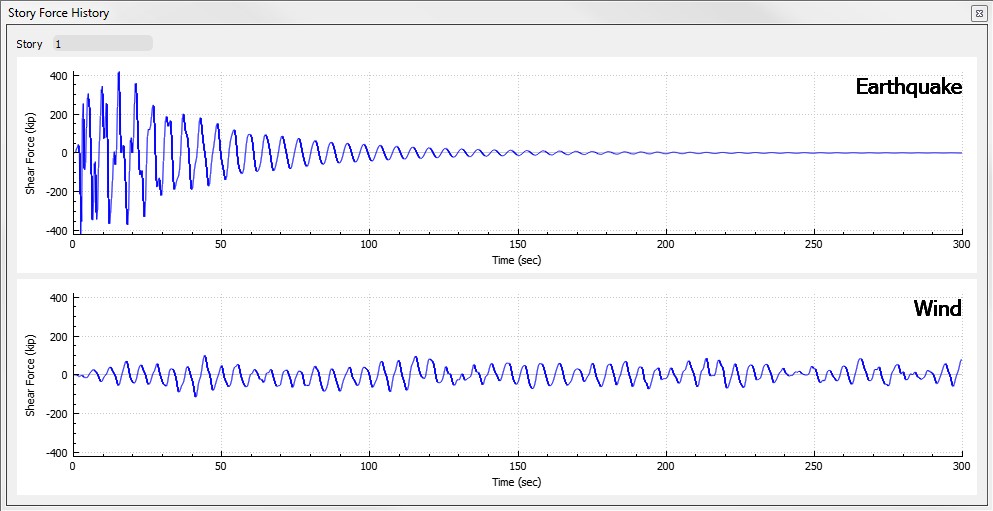 Story Force History
Story 1
Earthquake
400
200
0
-200
-400
Shear Force (kip)
0 50 100 150 200 250 300
Time (sec)
Wind
400
200
0
-200
-400
Shear Force (kip)
0 50 100 150 200 250 300
Time (sec)